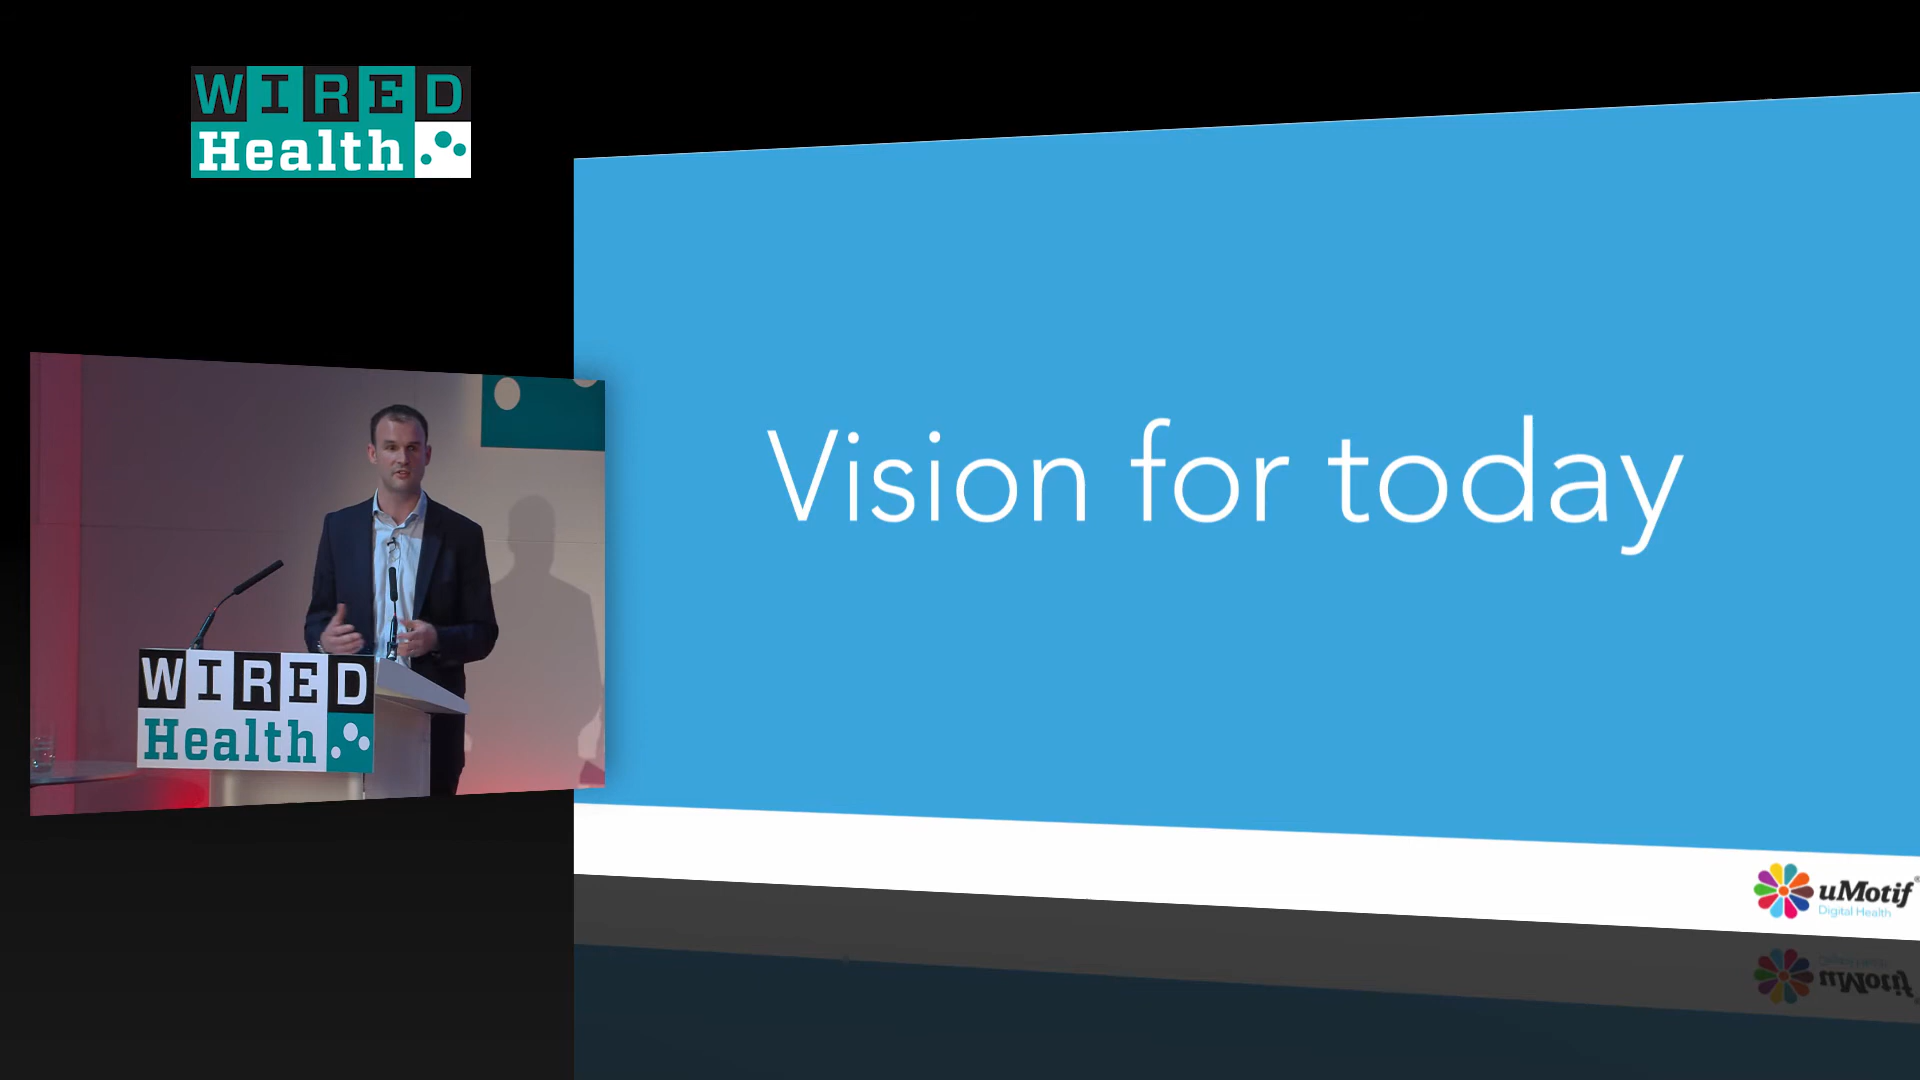 WIRED
Health
Vision for today
WIRED
Health
uMotif®
Digital Health